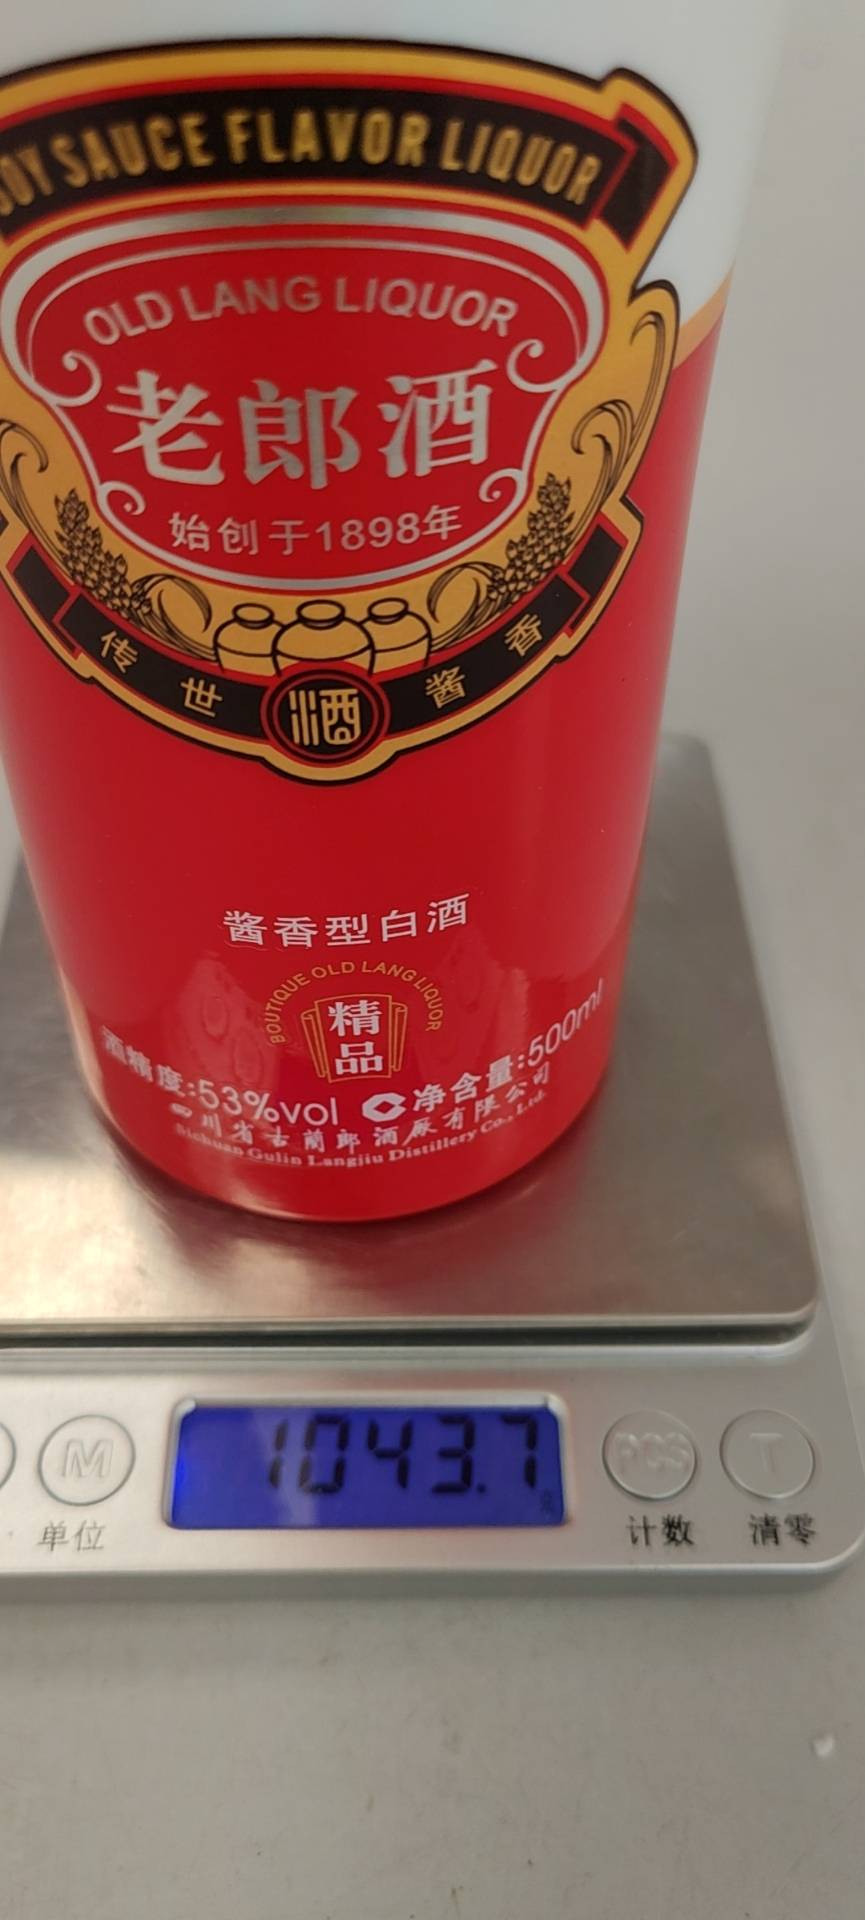 SOY SAUCE FLAVOR LIQUOR
OLD LANG LIQUOR
老郎酒
始创于1898年
传世酒酱香
酱香型白酒
BOUTIQUE OLD LANG LIQUOR
精品
酒精度:53%vol 净含量:500ml
四川省古蔺郎酒厂有限公司
Sichuan Gulin Langjiu Distillery Co., Ltd.
1043.7
M
PCS
T
单位
计数
清零